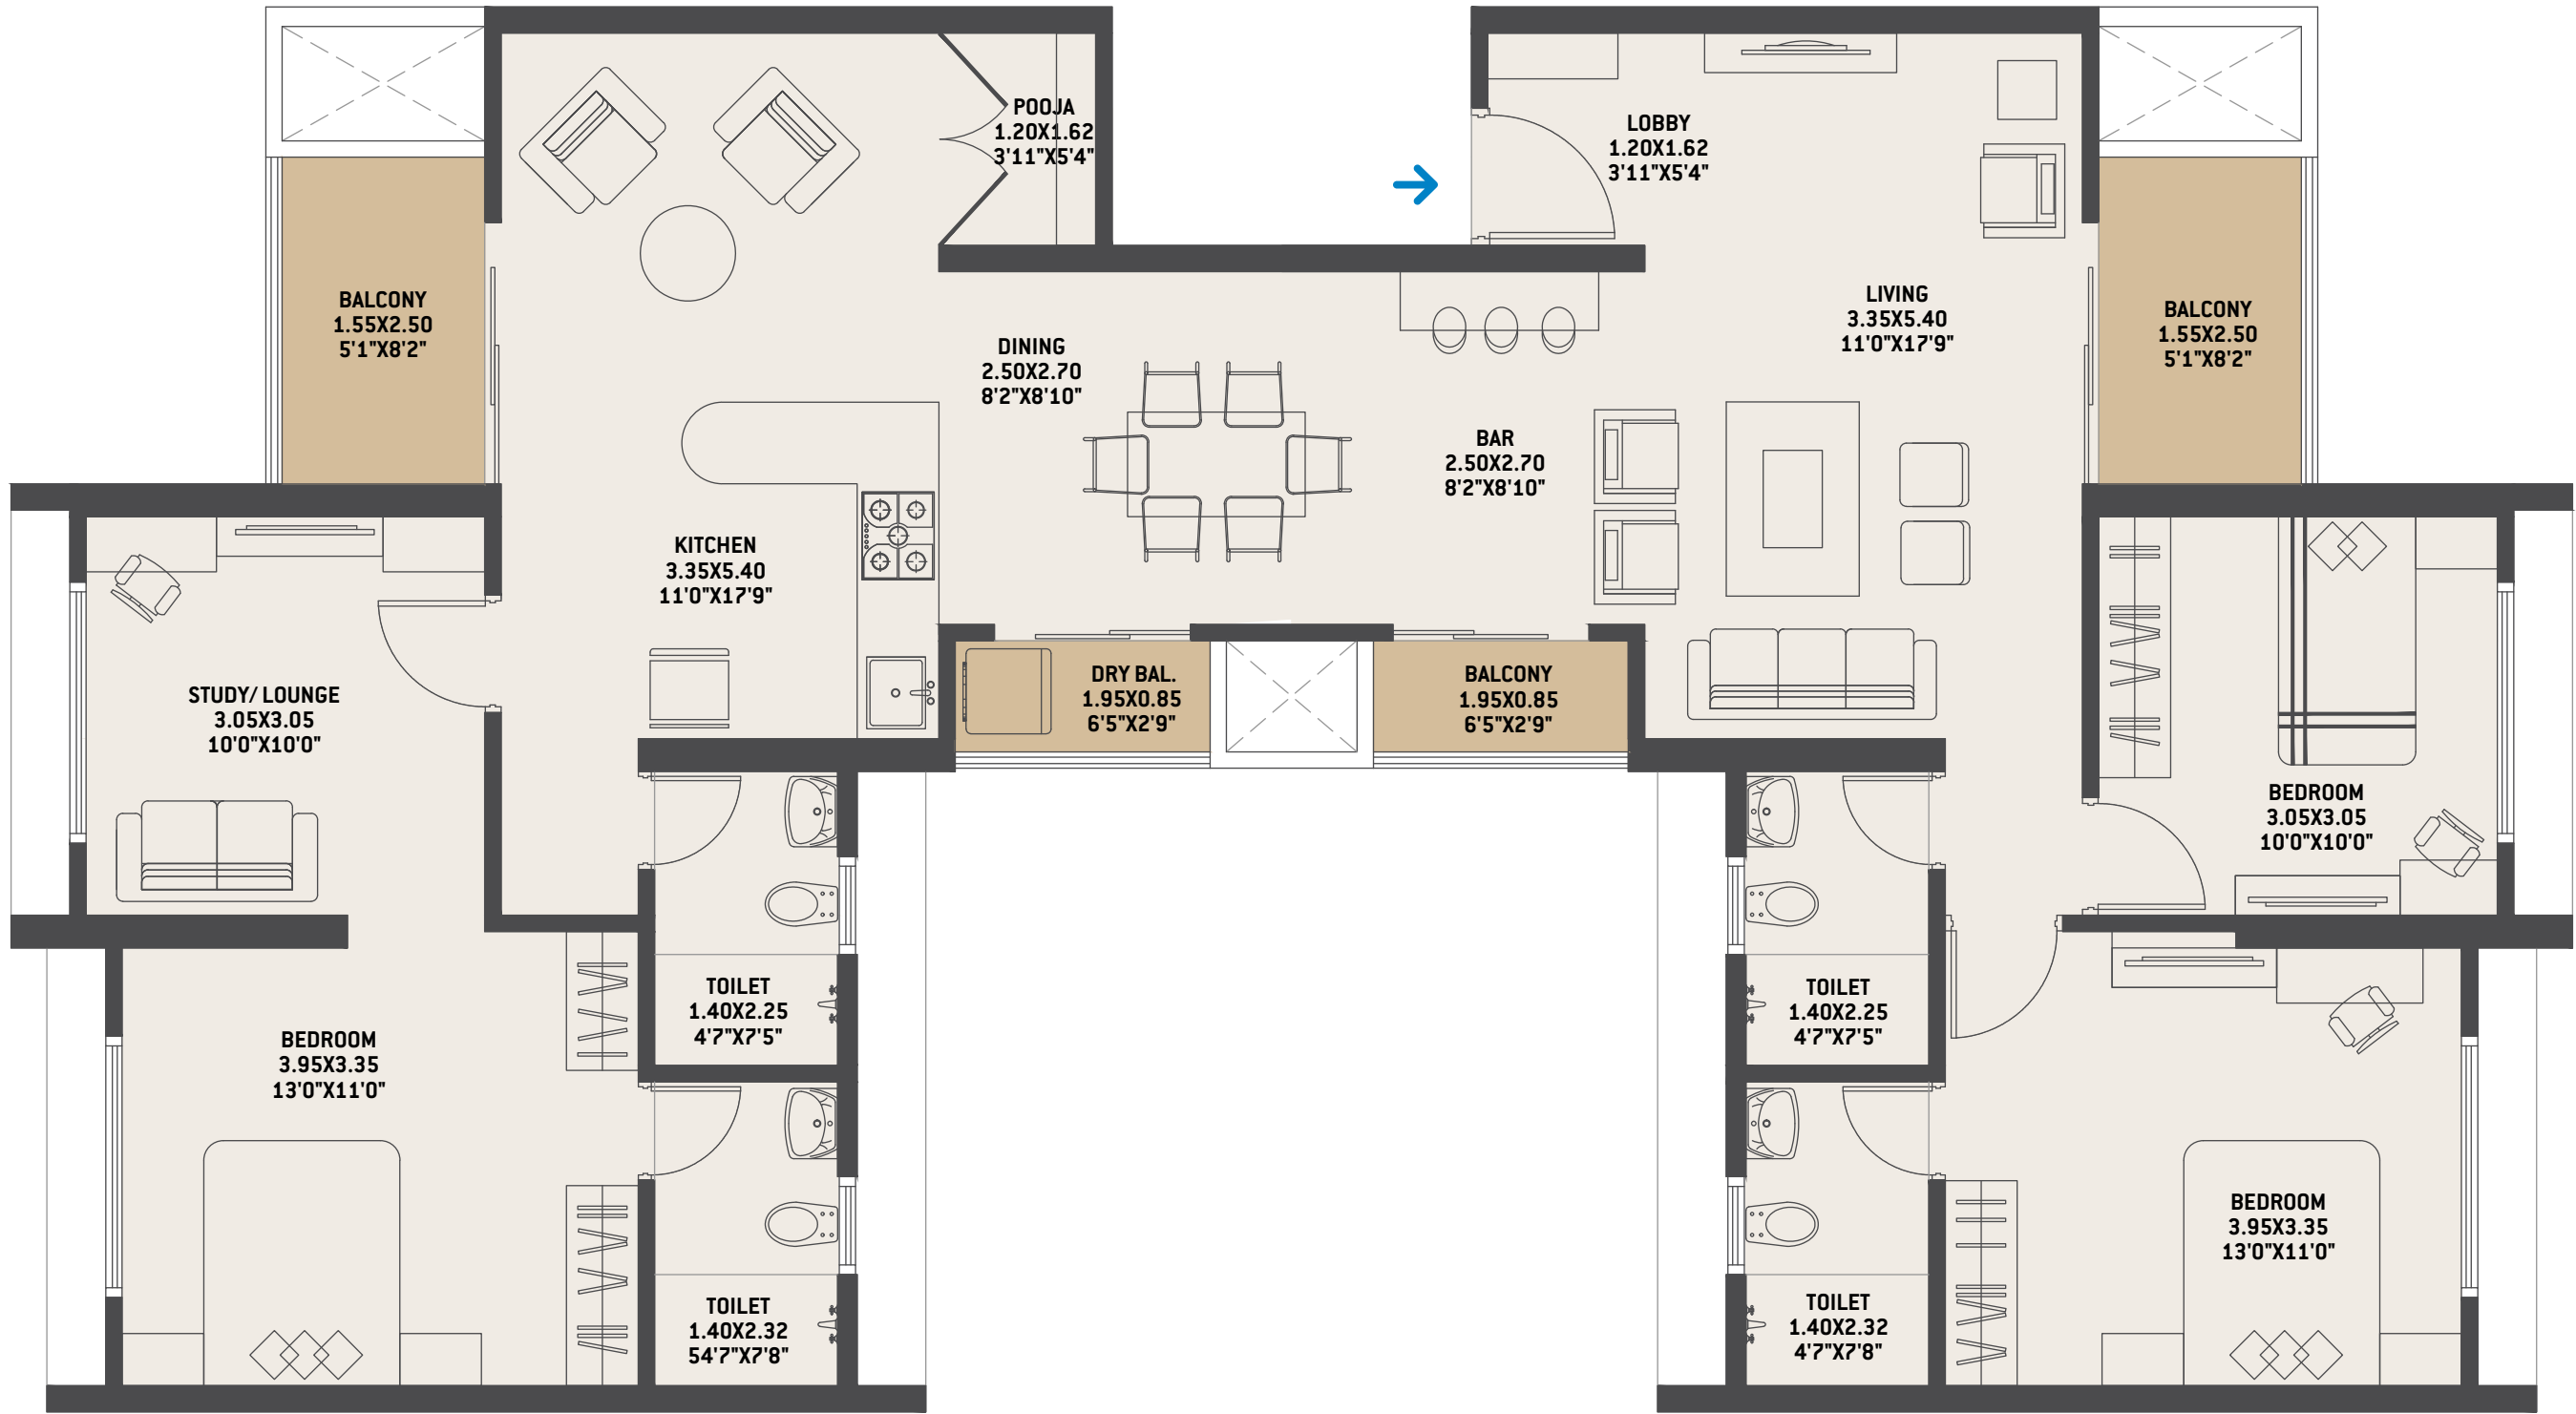 POOJA
1.20X1.62
3'11"X5'4"
LOBBY
1.20X1.62
3'11"X5'4"
BALCONY
1.55X2.50
5'1"X8'2"
DINING
2.50X2.70
8'2"X8'10"
LIVING
3.35X5.40
11'0"X17'9"
BALCONY
1.55X2.50
5'1"X8'2"
BAR
2.50X2.70
8'2"X8'10"
KITCHEN
3.35X5.40
11'0"X17'9"
STUDY/ LOUNGE
3.05X3.05
10'0"X10'0"
DRY BAL.
1.95X0.85
6'5"X2'9"
BALCONY
1.95X0.85
6'5"X2'9"
BEDROOM
3.05X3.05
10'0"X10'0"
TOILET
1.40X2.25
4'7"X7'5"
TOILET
1.40X2.25
4'7"X7'5"
BEDROOM
3.95X3.35
13'0"X11'0"
BEDROOM
3.95X3.35
13'0"X11'0"
TOILET
1.40X2.32
54'7"X7'8"
TOILET
1.40X2.32
4'7"X7'8"